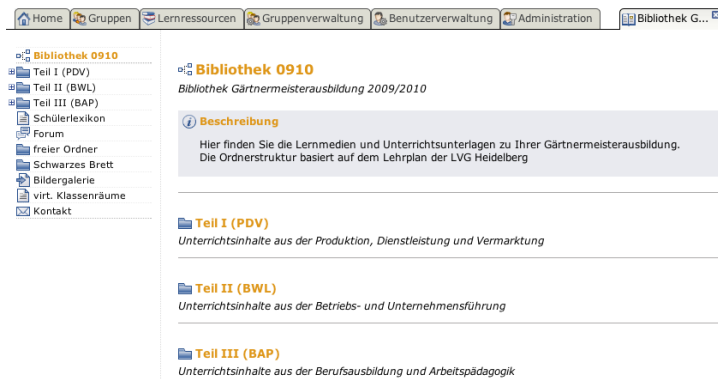 Home Gruppen Lernressourcen Gruppenverwaltung Benutzerverwaltung Administration Bibliothek G...
Bibliothek 0910
Teil I (PDV)
Teil II (BWL)
Teil III (BAP)
Schülerlexikon
Forum
freier Ordner
Schwarzes Brett
Bildergalerie
virt. Klassenräume
Kontakt
Bibliothek 0910
Bibliothek Gärtnermeisterausbildung 2009/2010
Beschreibung
Hier finden Sie die Lernmedien und Unterrichtsunterlagen zu Ihrer Gärtnermeisterausbildung.
Die Ordnerstruktur basiert auf dem Lehrplan der LVG Heidelberg
Teil I (PDV)
Unterrichtsinhalte aus der Produktion, Dienstleistung und Vermarktung
Teil II (BWL)
Unterrichtsinhalte aus der Betriebs- und Unternehmensführung
Teil III (BAP)
Unterrichtsinhalte aus der Berufsausbildung und Arbeitspädagogik